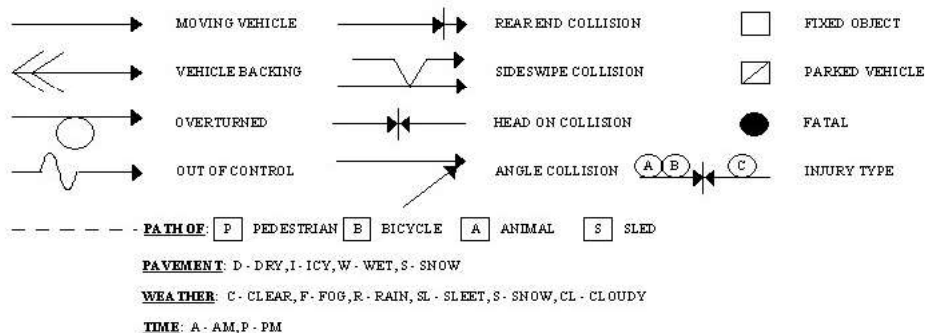 MOVING VEHICLE REAR END COLLISION FIXED OBJECT
VEHICLE BACKING SIDESWIPE COLLISION PARKED VEHICLE
OVERTURNED HEAD ON COLLISION FATAL
OUT OF CONTROL ANGLE COLLISION A B C INJURY TYPE
PATH OF: P PEDESTRIAN B BICYCLE A ANIMAL S SLED
PAVEMENT: D - DRY, I - ICY, W - WET, S - SNOW
WEATHER: C - CLEAR, F - FOG, R - RAIN, SL - SLEET, S - SNOW, CL - CLOUDY
TIME: A - AM, P - PM